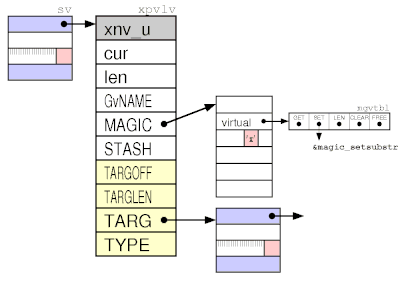 sv
xpvlv
xnv_u
cur
len
GvNAME
MAGIC
STASH
TARGOFF
TARGLEN
TARG
TYPE
virtual
'x'
mgvtbl
GET SET LEN CLEAR FREE
&magic_setsubstr